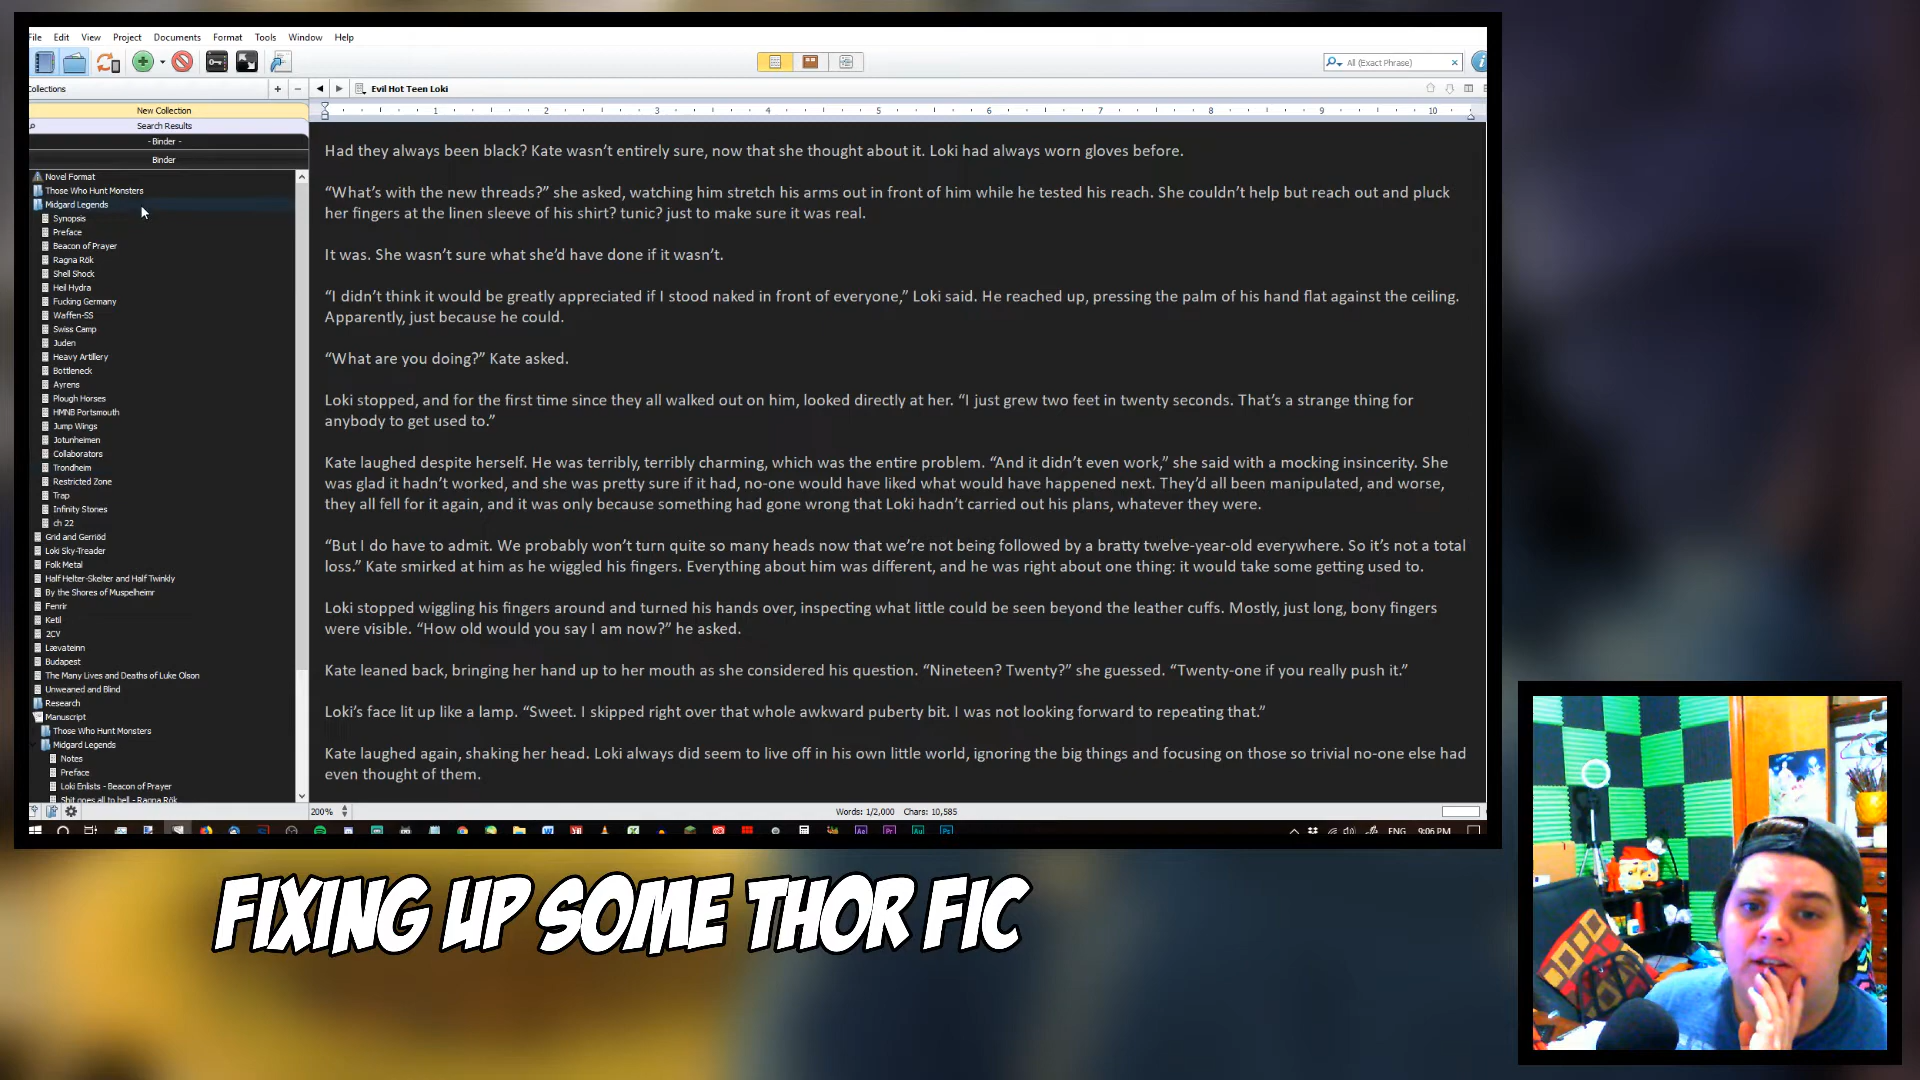 File Edit View Project Documents Format Tools Window Help
All (Exact Phrase)
Collections
Evil Hot Teen Loki
New Collection
Search Results
- Binder -
Binder
1 2 3 4 5 6 7 8 9 10
Novel Format
Those Who Hunt Monsters
Midgard Legends
Synopsis
Preface
Beacon of Prayer
Ragna Rök
Shell Shock
Heil Hydra
Fucking Germany
Waffen-SS
Swiss Camp
Juden
Heavy Artillery
Bottleneck
Ayrens
Plough Horses
HMNB Portsmouth
Jump Wings
Jotunheimen
Collaborators
Trondheim
Restricted Zone
Trap
Infinity Stones
ch 22
Grid and Gerriöd
Loki Sky-Treader
Folk Metal
Half Helter-Skelter and Half Twinkly
By the Shores of Muspelheimr
Fenrir
Ketil
2CV
Lævateinn
Budapest
The Many Lives and Deaths of Luke Olson
Unweaned and Blind
Research
Manuscript
Those Who Hunt Monsters
Midgard Legends
Notes
Preface
Loki Enlists - Beacon of Prayer
Shit goes all to hell - Ragna Rök
Had they always been black? Kate wasn’t entirely sure, now that she thought about it. Loki had always worn gloves before.
“What’s with the new threads?” she asked, watching him stretch his arms out in front of him while he tested his reach. She couldn’t help but reach out and pluck
her fingers at the linen sleeve of his shirt? tunic? just to make sure it was real.
It was. She wasn’t sure what she’d have done if it wasn’t.
“I didn’t think it would be greatly appreciated if I stood naked in front of everyone,” Loki said. He reached up, pressing the palm of his hand flat against the ceiling.
Apparently, just because he could.
“What are you doing?” Kate asked.
Loki stopped, and for the first time since they all walked out on him, looked directly at her. “I just grew two feet in twenty seconds. That’s a strange thing for
anybody to get used to.”
Kate laughed despite herself. He was terribly, terribly charming, which was the entire problem. “And it didn’t even work,” she said with a mocking insincerity. She
was glad it hadn’t worked, and she was pretty sure if it had, no-one would have liked what would have happened next. They’d all been manipulated, and worse,
they all fell for it again, and it was only because something had gone wrong that Loki hadn’t carried out his plans, whatever they were.
“But I do have to admit. We probably won’t turn quite so many heads now that we’re not being followed by a bratty twelve-year-old everywhere. So it’s not a total
loss.” Kate smirked at him as he wiggled his fingers. Everything about him was different, and he was right about one thing: it would take some getting used to.
Loki stopped wiggling his fingers around and turned his hands over, inspecting what little could be seen beyond the leather cuffs. Mostly, just long, bony fingers
were visible. “How old would you say I am now?” he asked.
Kate leaned back, bringing her hand up to her mouth as she considered his question. “Nineteen? Twenty?” she guessed. “Twenty-one if you really push it.”
Loki’s face lit up like a lamp. “Sweet. I skipped right over that whole awkward puberty bit. I was not looking forward to repeating that.”
Kate laughed again, shaking her head. Loki always did seem to live off in his own little world, ignoring the big things and focusing on those so trivial no-one else had
even thought of them.
200%
Words: 1/2,000 Chars: 10,585
ENG 9:06 PM
FIXING UP SOME THOR FIC